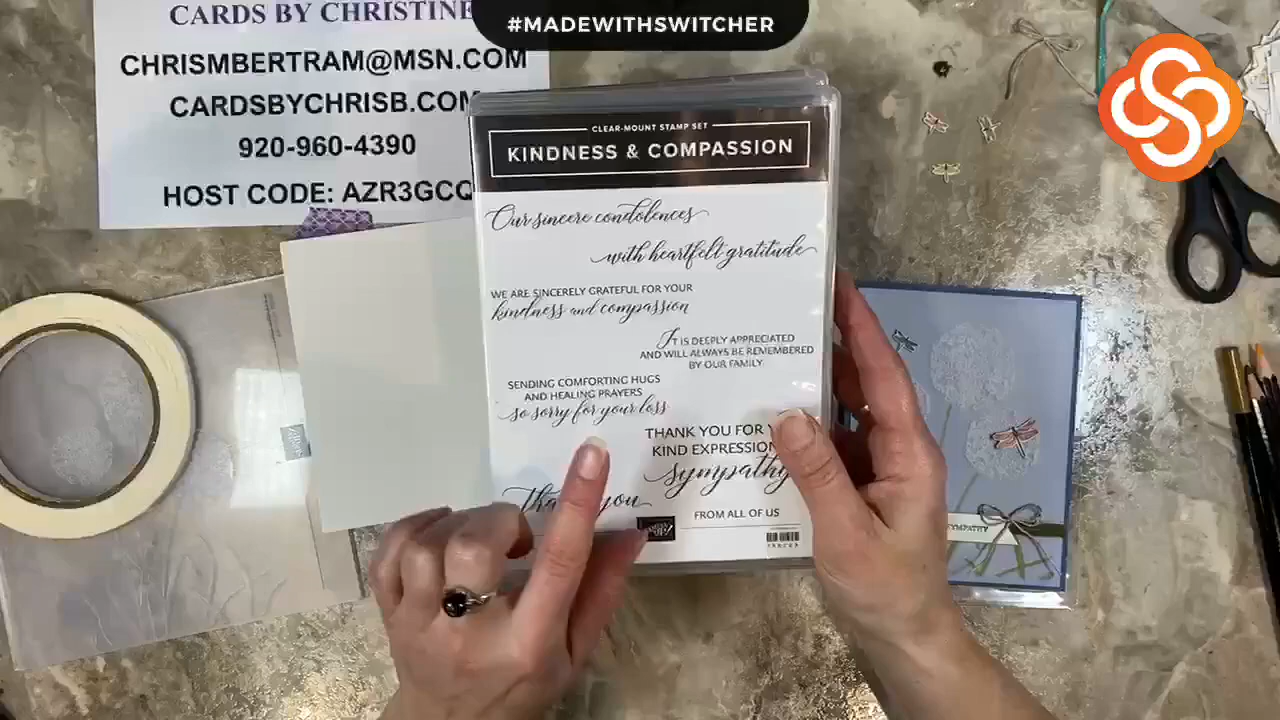 #MADEWITHSWITCHER
CARDS BY CHRISTINE
CHRISMBERTRAM@MSN.COM
CARDSBYCHRISB.COM
920-960-4390
HOST CODE: AZR3GCQ
CLEAR-MOUNT STAMP SET
KINDNESS & COMPASSION
Our sincere condolences
with heartfelt gratitude
WE ARE SINCERELY GRATEFUL FOR YOUR
kindness and compassion
IT IS DEEPLY APPRECIATED
AND WILL ALWAYS BE REMEMBERED
BY OUR FAMILY.
SENDING COMFORTING HUGS
AND HEALING PRAYERS
so sorry for your loss
THANK YOU FOR
KIND EXPRESSION
sympathy
you
FROM ALL OF US
SYMPATHY